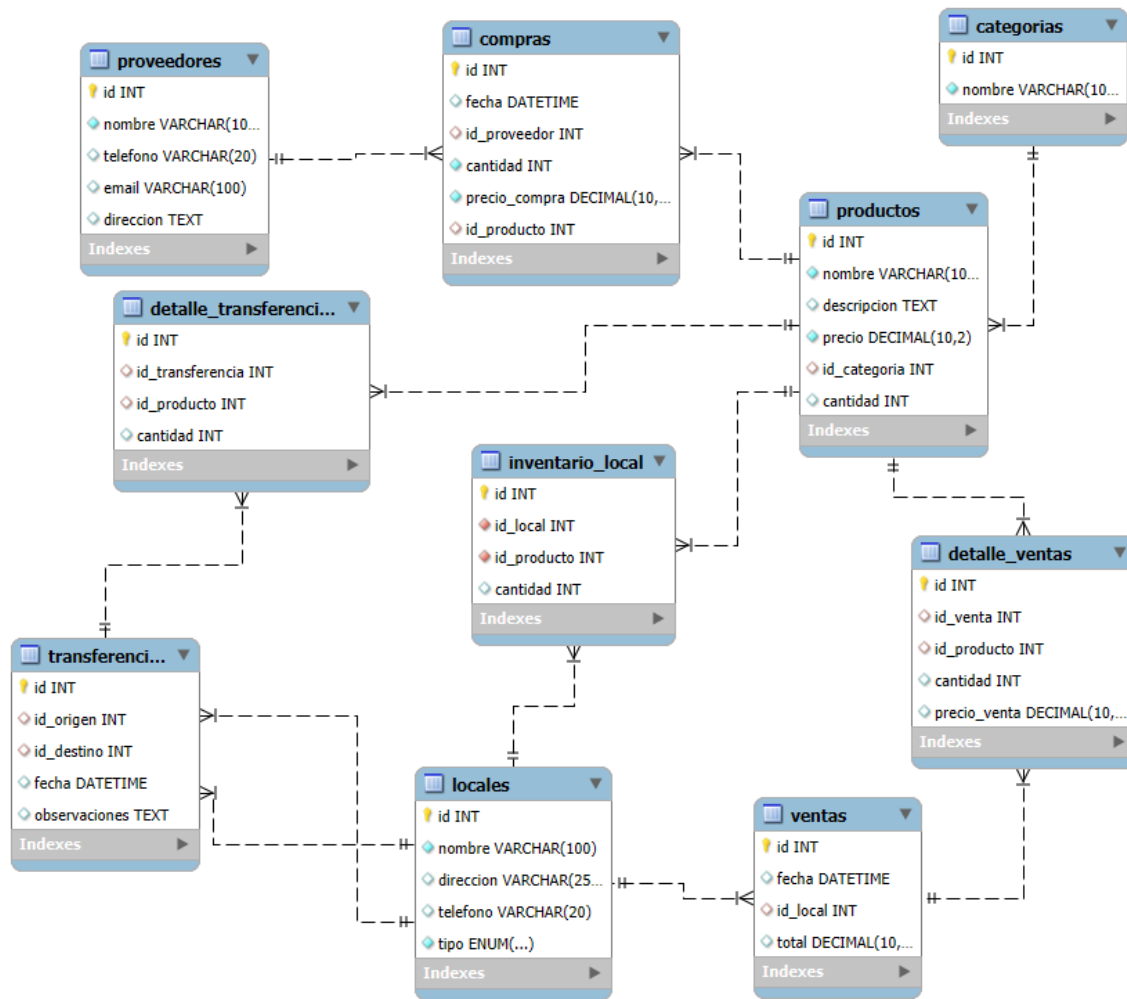 proveedores
id INT
nombre VARCHAR(10...
telefono VARCHAR(20)
email VARCHAR(100)
direccion TEXT
Indexes
compras
id INT
fecha DATETIME
id_proveedor INT
cantidad INT
precio_compra DECIMAL(10,...
id_producto INT
Indexes
categorias
id INT
nombre VARCHAR(10...
Indexes
productos
id INT
nombre VARCHAR(10...
descripcion TEXT
precio DECIMAL(10,2)
id_categoria INT
cantidad INT
Indexes
detalle_transferenci...
id INT
id_transferencia INT
id_producto INT
cantidad INT
Indexes
inventario_local
id INT
id_local INT
id_producto INT
cantidad INT
Indexes
detalle_ventas
id INT
id_venta INT
id_producto INT
cantidad INT
precio_venta DECIMAL(10,...
Indexes
transferenci...
id INT
id_origen INT
id_destino INT
fecha DATETIME
observaciones TEXT
Indexes
locales
id INT
nombre VARCHAR(100)
direccion VARCHAR(25...
telefono VARCHAR(20)
tipo ENUM(...)
Indexes
ventas
id INT
fecha DATETIME
id_local INT
total DECIMAL(10,...
Indexes